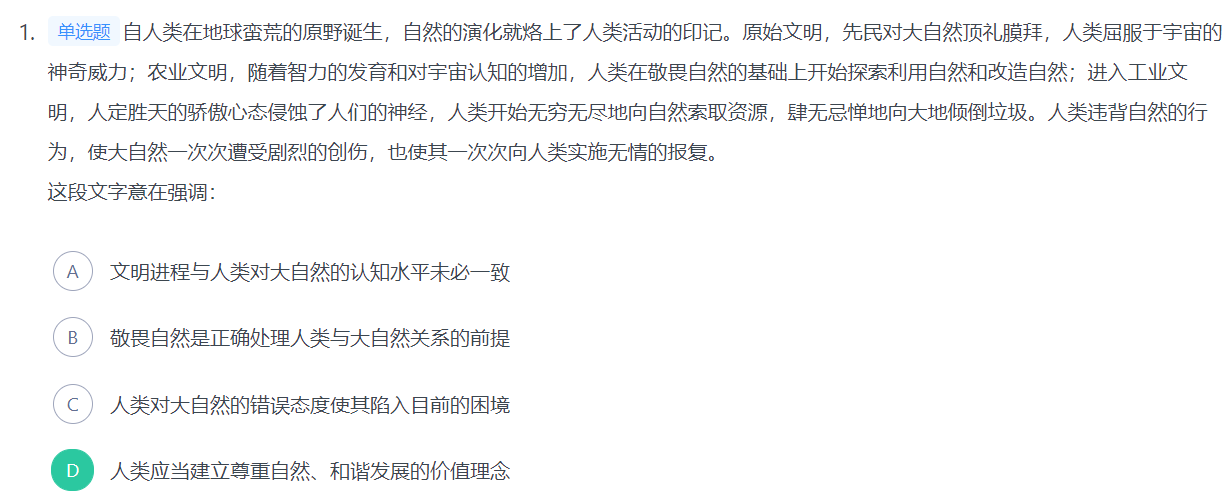 1. 单选题 自人类在地球蛮荒的原野诞生，自然的演化就烙上了人类活动的印记。原始文明，先民对大自然顶礼膜拜，人类屈服于宇宙的
神奇威力；农业文明，随着智力的发育和对宇宙认知的增加，人类在敬畏自然的基础上开始探索利用自然和改造自然；进入工业文
明，人定胜天的骄傲心态侵蚀了人们的神经，人类开始无穷无尽地向自然索取资源，肆无忌惮地向大地倾倒垃圾。人类违背自然的行
为，使大自然一次次遭受剧烈的创伤，也使其一次次向人类实施无情的报复。
这段文字意在强调：
A 文明进程与人类对大自然的认知水平未必一致
B 敬畏自然是正确处理人类与大自然关系的前提
C 人类对大自然的错误态度使其陷入目前的困境
D 人类应当建立尊重自然、和谐发展的价值理念